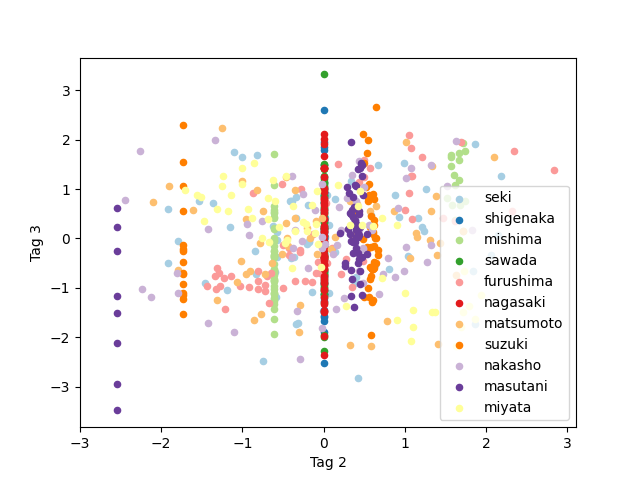 3
2
1
0
−1
−2
−3
Tag 3
−3 −2 −1 0 1 2 3
Tag 2
seki
shigenaka
mishima
sawada
furushima
nagasaki
matsumoto
suzuki
nakasho
masutani
miyata